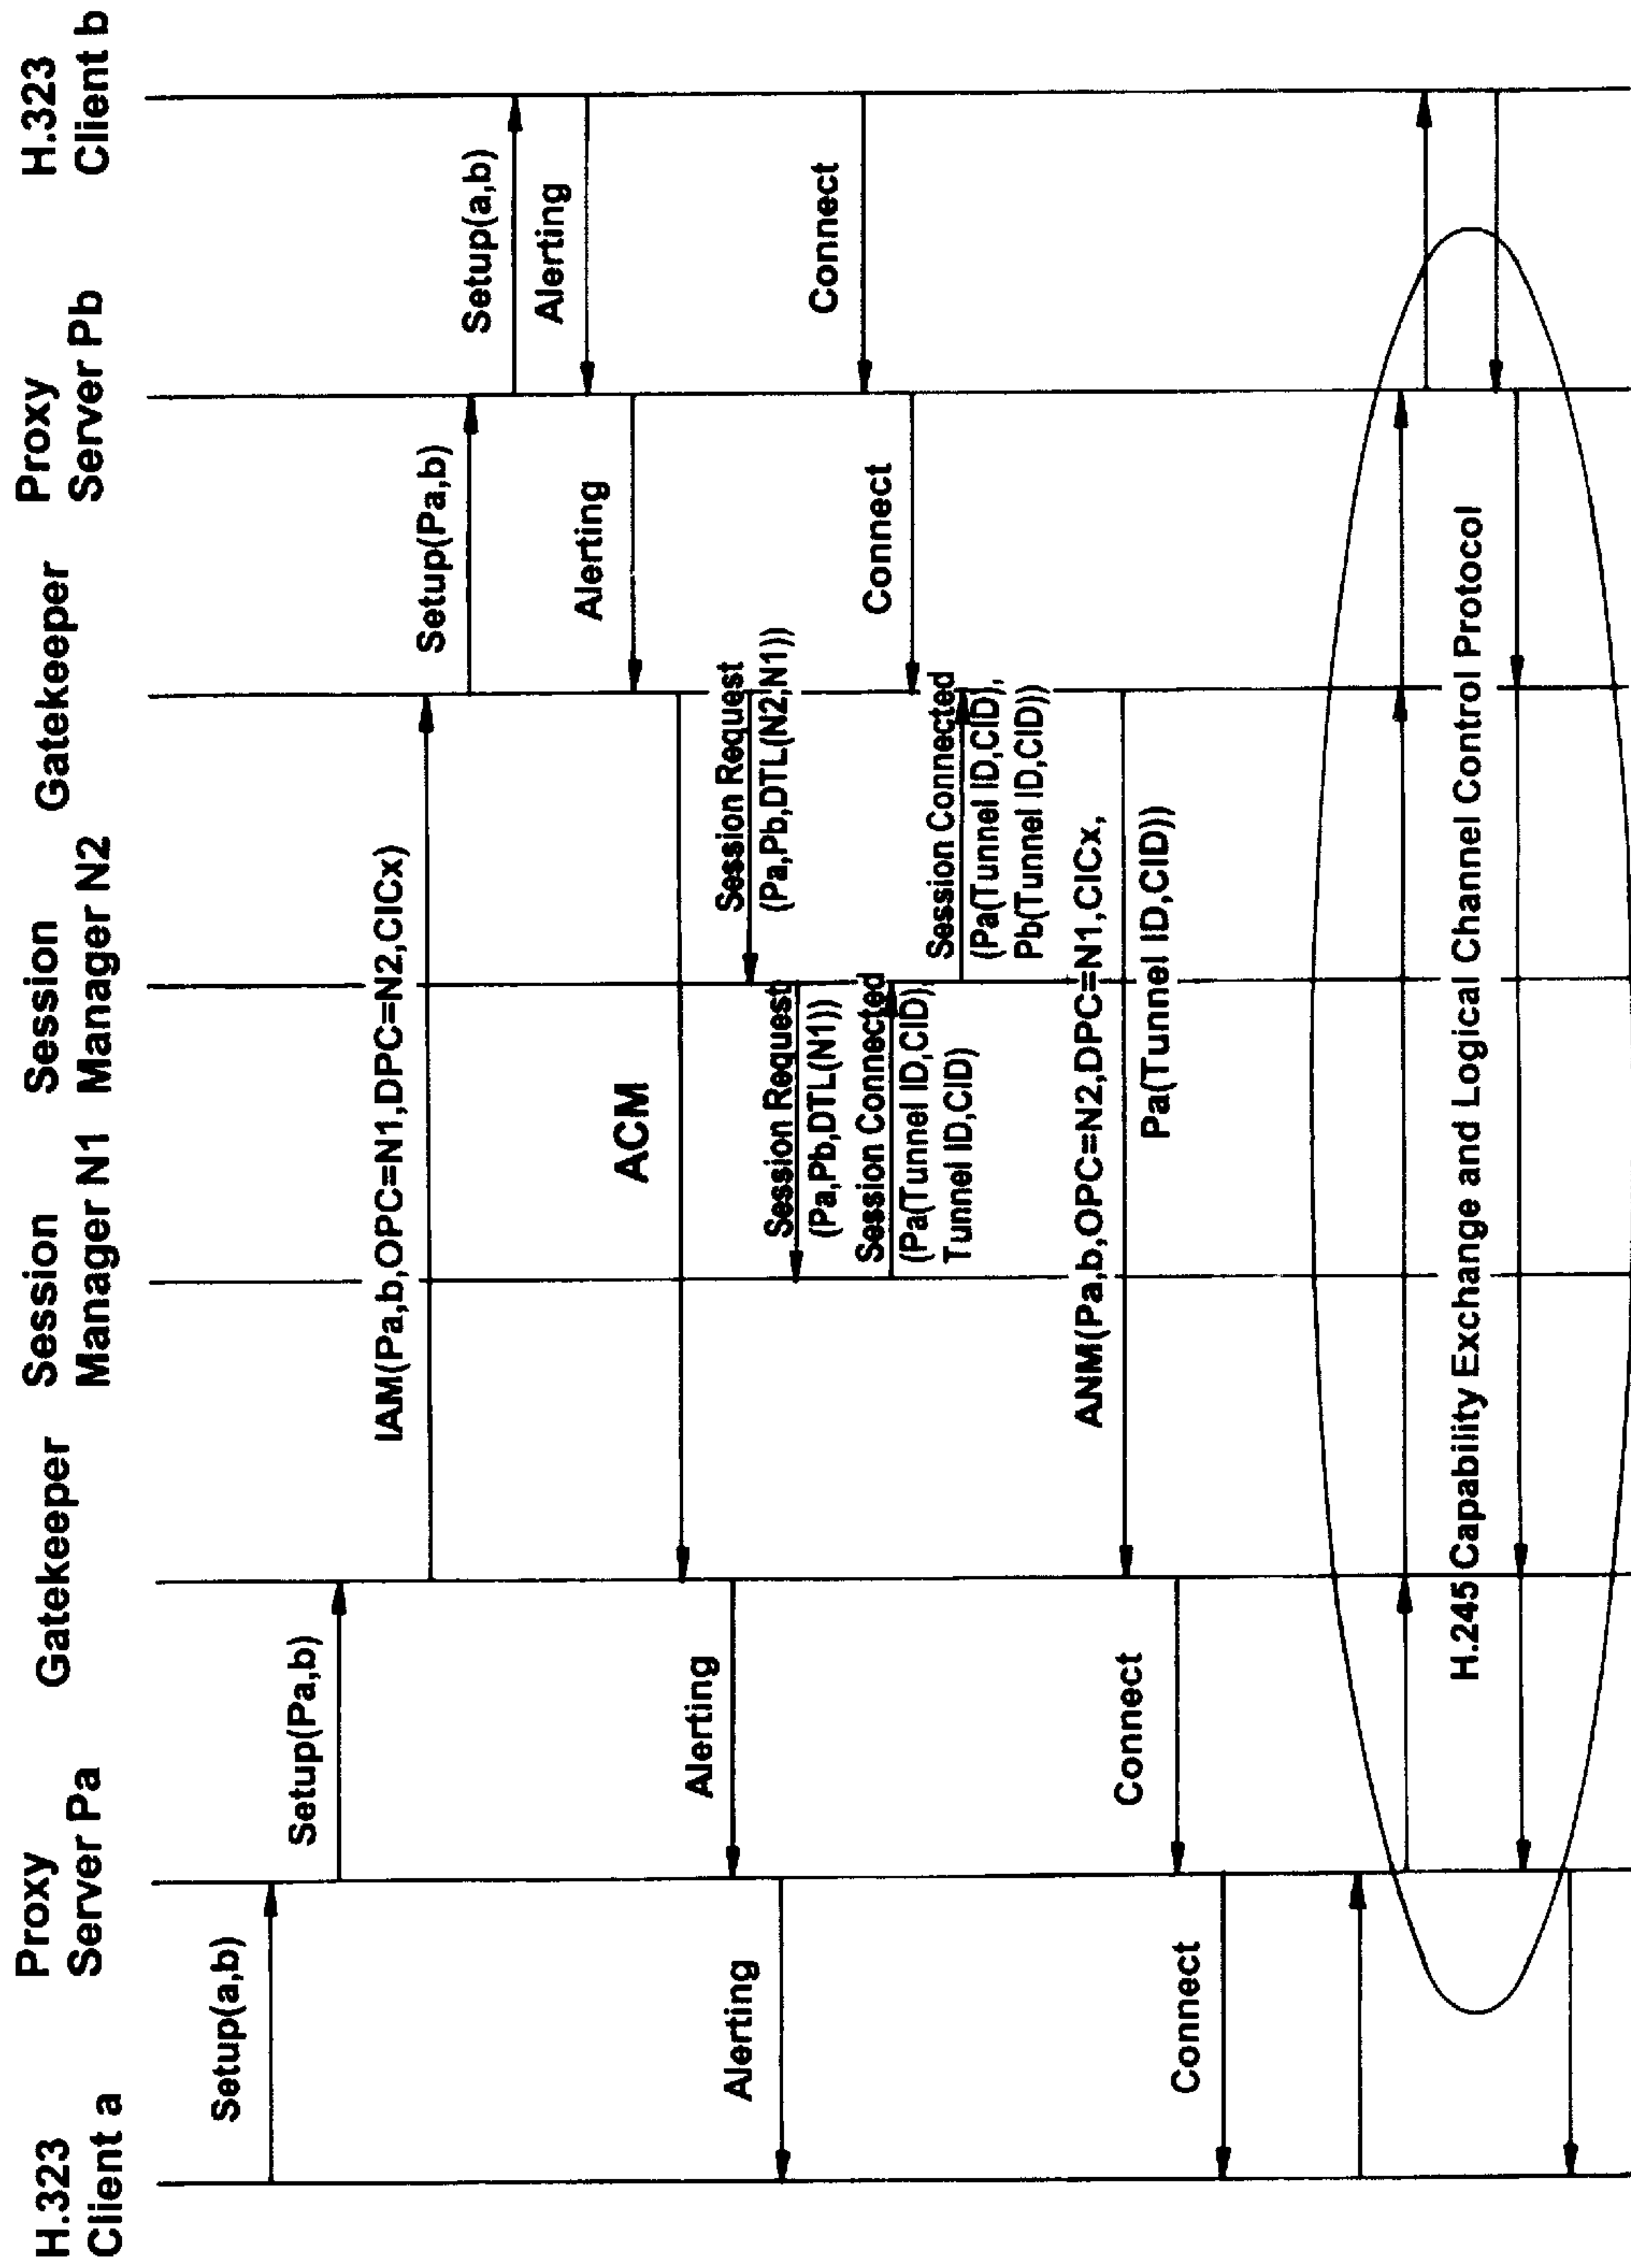 H.323
Client a
Proxy
Server Pa
Gatekeeper
Session
Manager N1
Session
Manager N2
Gatekeeper
Proxy
Server Pb
H.323
Client b
Setup(a,b)
Setup(Pa,b)
IAM(Pa,b,OPC=N1,DPC=N2,CICx)
Setup(Pa,b)
Setup(a,b)
Alerting
Alerting
ACM
Alerting
Alerting
Session Request
(Pa,Pb,DTL(N2,N1))
Session Request
(Pa,Pb,DTL(N1))
Session Connected
(Pa(Tunnel ID,CID),
Tunnel ID,CID)
Connect
Connect
Session Connected
(Pa(Tunnel ID,CID),
Pb(Tunnel ID,CID))
ANM(Pa,b,OPC=N2,DPC=N1,CICx,
Pa(Tunnel ID,CID))
Connect
Connect
H.245 Capability Exchange and Logical Channel Control Protocol